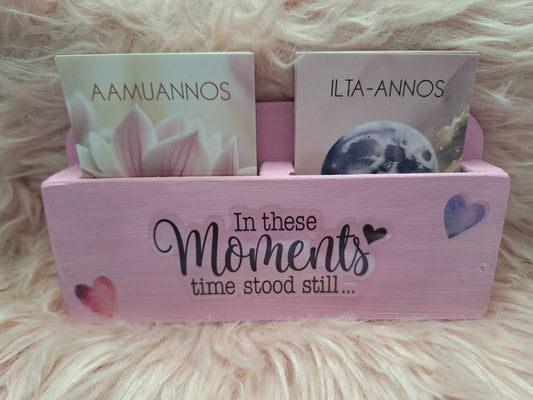 AAMUANNOS
ILTA-ANNOS
In these
Moments
time stood still...